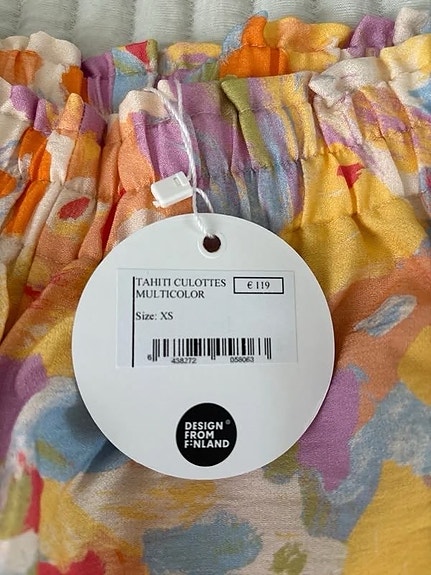 TAHITI CULOTTES
MULTICOLOR
€ 119
Size: XS
6 438272 058063
DESIGN ®
FROM
FINLAND